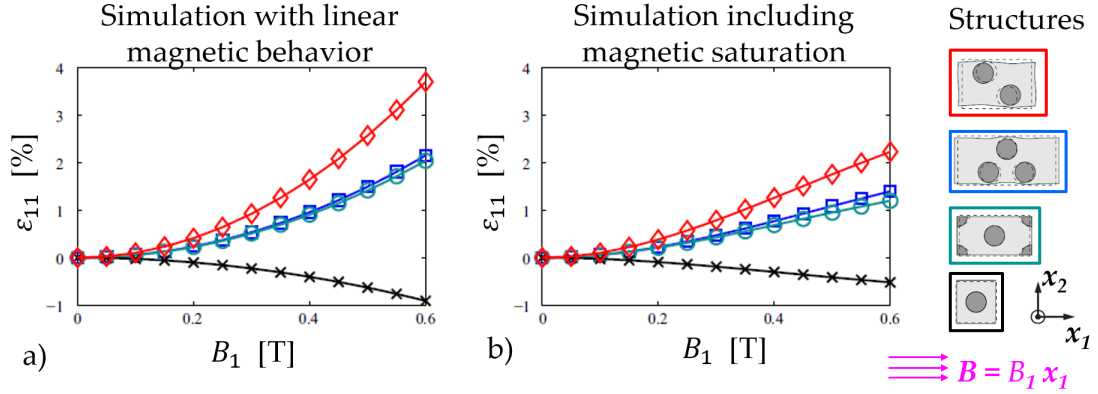 Simulation with linear
magnetic behavior
Simulation including
magnetic saturation
Structures
4
3
2
1
0
−1
ε11 [%]
0
0.2
0.4
0.6
a)
B1 [T]
4
3
2
1
0
−1
ε11 [%]
0
0.2
0.4
0.6
b)
B1 [T]
x2
x1
B = B1 x1